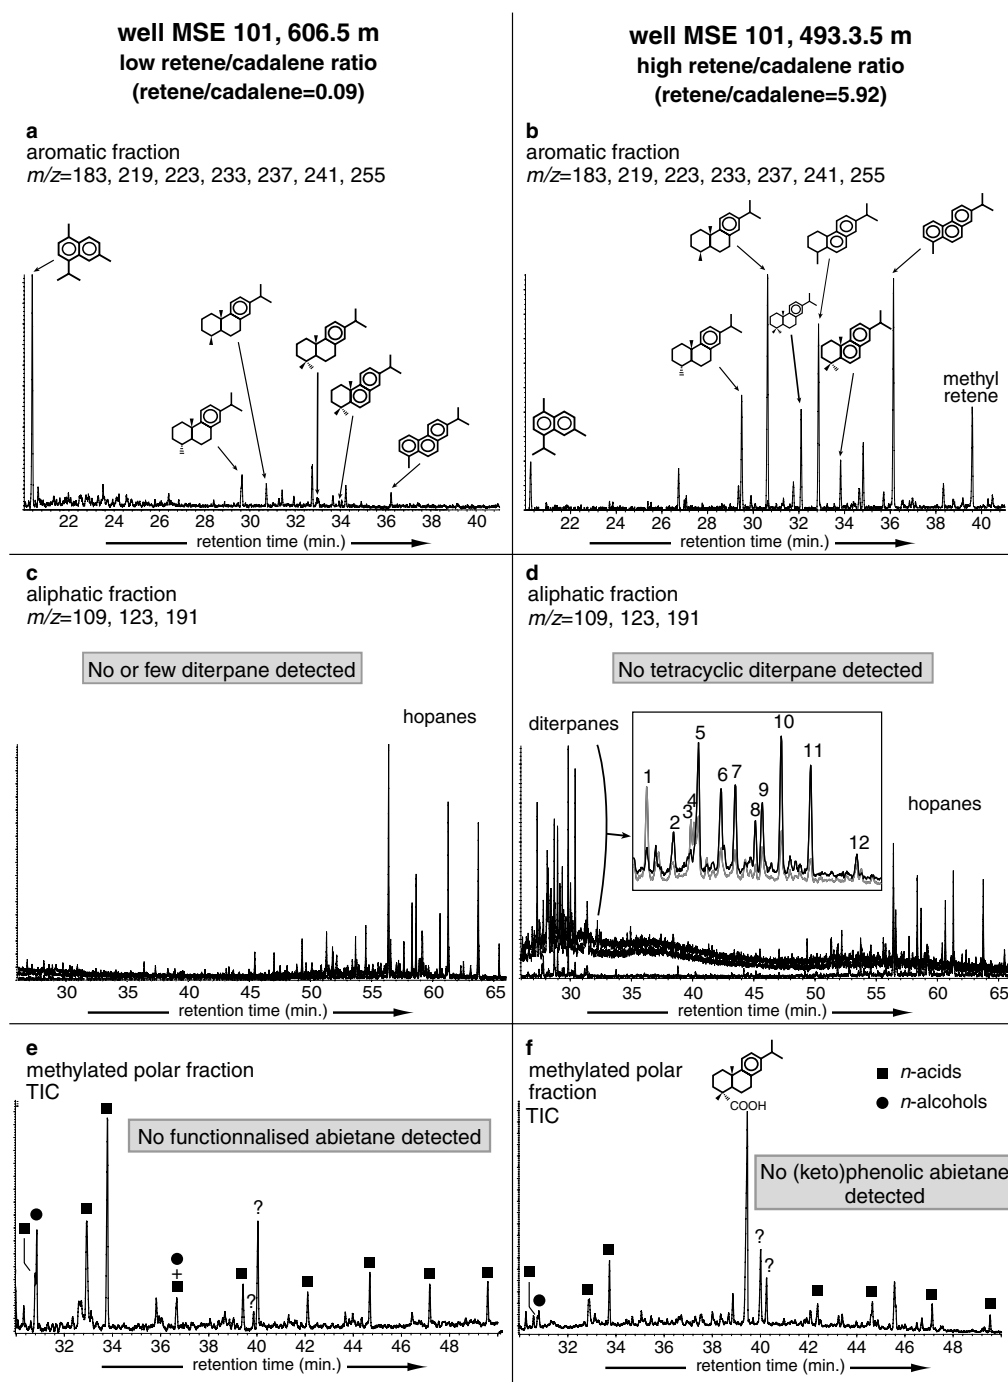 well MSE 101, 606.5 m
low retene/cadalene ratio
(retene/cadalene=0.09)
well MSE 101, 493.3.5 m
high retene/cadalene ratio
(retene/cadalene=5.92)
a
aromatic fraction
m/z=183, 219, 223, 233, 237, 241, 255
22 24 26 28 30 32 34 36 38 40
retention time (min.)
b
aromatic fraction
m/z=183, 219, 223, 233, 237, 241, 255
methyl
retene
22 24 26 28 30 32 34 36 38 40
retention time (min.)
c
aliphatic fraction
m/z=109, 123, 191
No or few diterpane detected
hopanes
30 35 40 45 50 55 60 65
retention time (min.)
d
aliphatic fraction
m/z=109, 123, 191
No tetracyclic diterpane detected
diterpanes
1 2 3 4 5 6 7 8 9 10 11 12
hopanes
30 35 40 45 50 55 60 65
retention time (min.)
e
methylated polar fraction
TIC
No functionnalised abietane detected
+
?
?
32 34 36 38 40 42 44 46 48
retention time (min.)
f
methylated polar
fraction
TIC
COOH
n-acids
n-alcohols
No (keto)phenolic abietane
detected
?
?
32 34 36 38 40 42 44 46 48
retention time (min.)